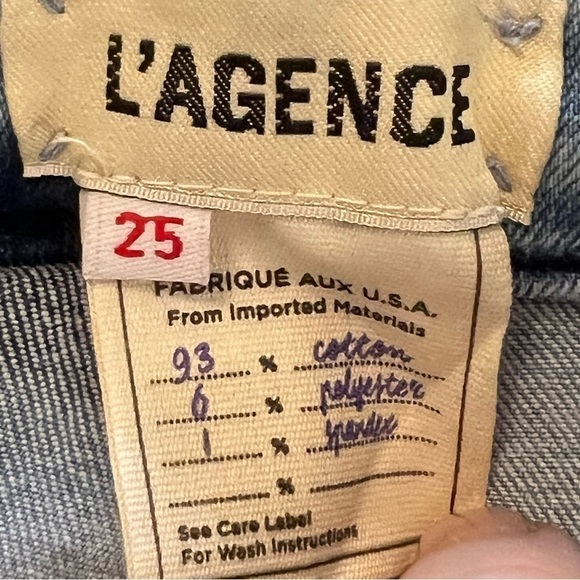 L'AGENCE
25
FABRIQUÉ AUX U.S.A.
From Imported Materials
93 % cotton
6 % polyester
1 % spandex
%
See Care Label
For Wash Instructions